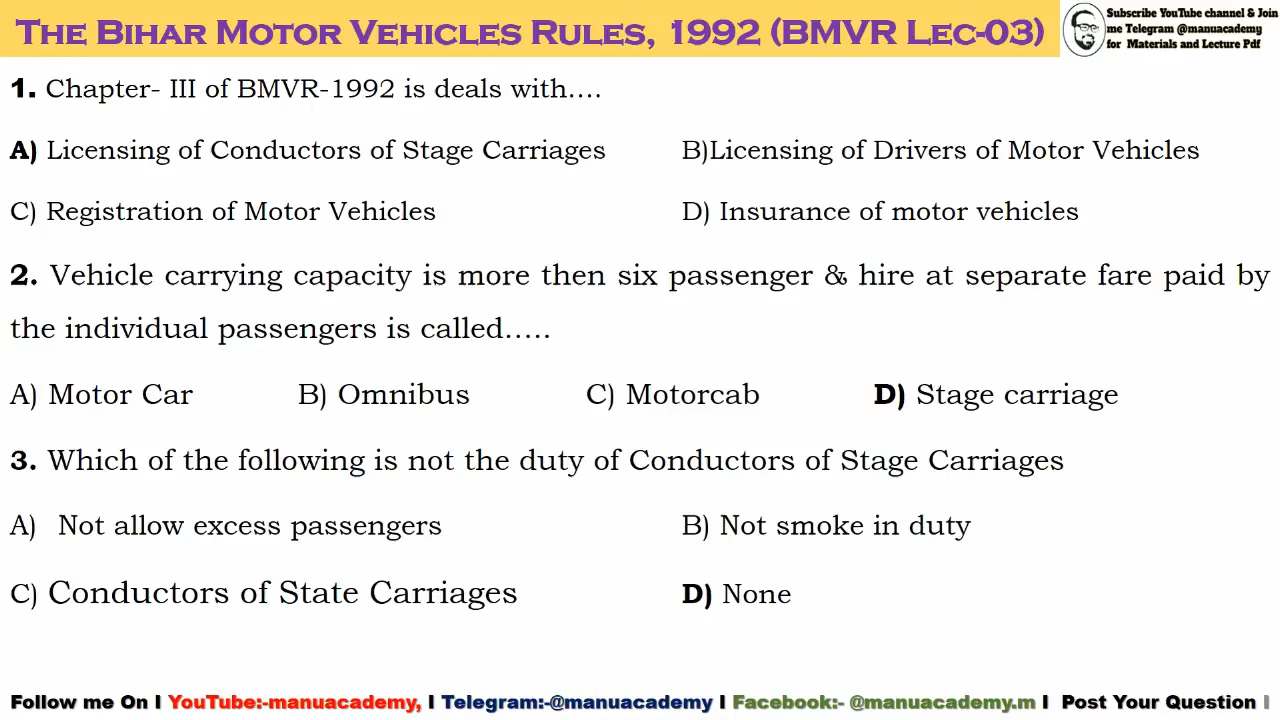 THE BIHAR MOTOR VEHICLES RULES, 1992 (BMVR LEC-03)
Subscribe YouTube channel & Join
me Telegram @manuacademy
for Materials and Lecture Pdf
1. Chapter- III of BMVR-1992 is deals with....
A) Licensing of Conductors of Stage Carriages B)Licensing of Drivers of Motor Vehicles
C) Registration of Motor Vehicles D) Insurance of motor vehicles
2. Vehicle carrying capacity is more then six passenger & hire at separate fare paid by
the individual passengers is called.....
A) Motor Car B) Omnibus C) Motorcab D) Stage carriage
3. Which of the following is not the duty of Conductors of Stage Carriages
A) Not allow excess passengers B) Not smoke in duty
C) Conductors of State Carriages D) None
Follow me On I YouTube:-manuacademy, I Telegram:-@manuacademy I Facebook:- @manuacademy.m I Post Your Question I